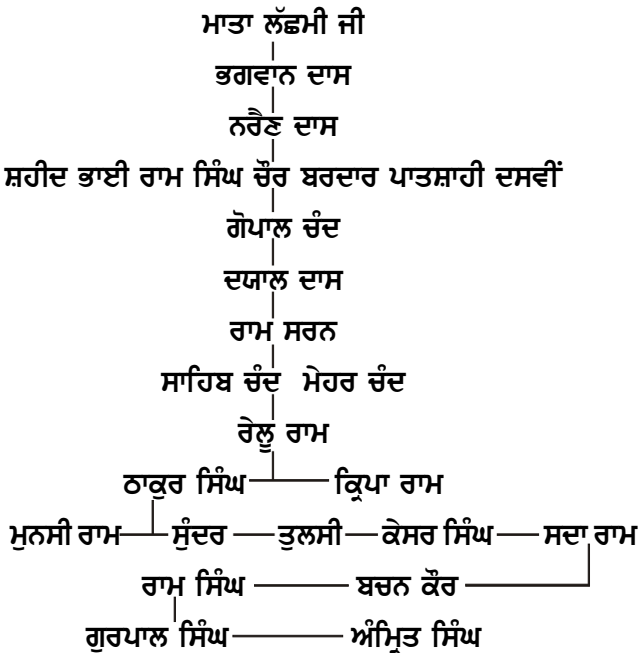 ਮਾਤਾ ਲੱਛਮੀ ਜੀ
ਭਗਵਾਨ ਦਾਸ
ਨਰੈਣ ਦਾਸ
ਸ਼ਹੀਦ ਭਾਈ ਰਾਮ ਸਿੰਘ ਚੌਰ ਬਰਦਾਰ ਪਾਤਸ਼ਾਹੀ ਦਸਵੀਂ
ਗੋਪਾਲ ਚੰਦ
ਦਯਾਲ ਦਾਸ
ਰਾਮ ਸਰਨ
ਸਾਹਿਬ ਚੰਦ ਮੇਹਰ ਚੰਦ
ਰੇਲੂ ਰਾਮ
ਠਾਕੁਰ ਸਿੰਘ ਕ੍ਰਿਪਾ ਰਾਮ
ਮੁਨਸੀ ਰਾਮ ਸੁੰਦਰ ਤੁਲਸੀ ਕੇਸਰ ਸਿੰਘ ਸਦਾ ਰਾਮ
ਰਾਮ ਸਿੰਘ ਬਚਨ ਕੌਰ
ਗੁਰਪਾਲ ਸਿੰਘ ਅੰਮ੍ਰਿਤ ਸਿੰਘ